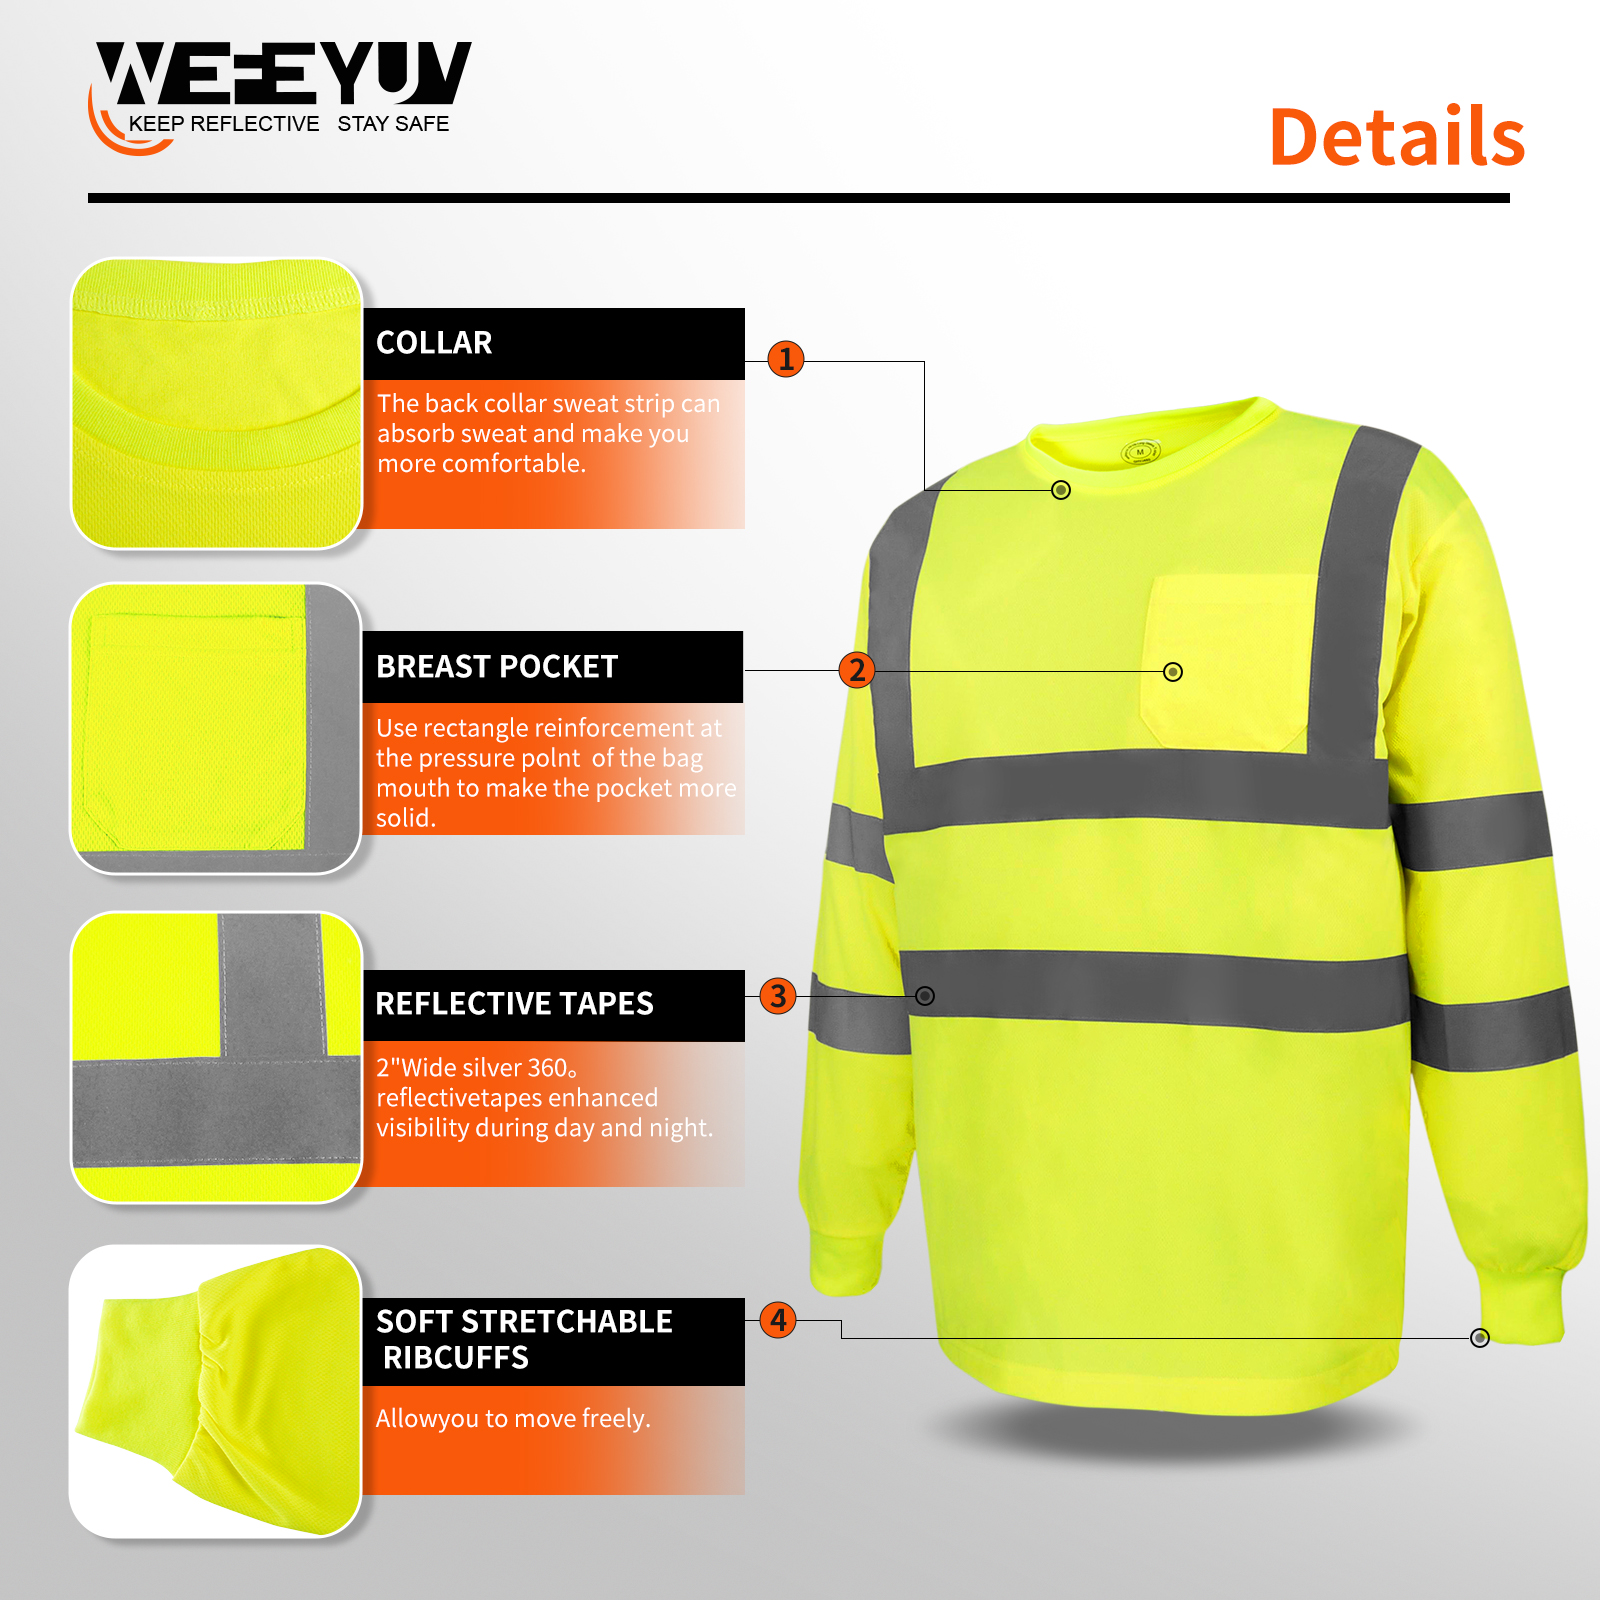 WEFEYUV
KEEP REFLECTIVE STAY SAFE
Details
COLLAR
The back collar sweat strip can
absorb sweat and make you
more comfortable.
1
BREAST POCKET
Use rectangle reinforcement at
the pressure polnt of the bag
mouth to make the pocket more
solid.
2
REFLECTIVE TAPES
2"Wide silver 360。
reflectivetapes enhanced
visibility during day and night.
3
SOFT STRETCHABLE
RIBCUFFS
Allowyou to move freely.
4
M